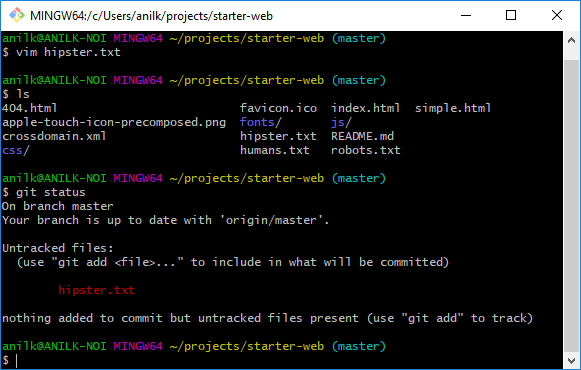 MINGW64:/c/Users/anilk/projects/starter-web
anilk@ANILK-NOI MINGW64 ~/projects/starter-web (master)
$ vim hipster.txt
anilk@ANILK-NOI MINGW64 ~/projects/starter-web (master)
$ ls
404.html favicon.ico index.html simple.html
apple-touch-icon-precomposed.png fonts/ js/
crossdomain.xml hipster.txt README.md
css/ humans.txt robots.txt
anilk@ANILK-NOI MINGW64 ~/projects/starter-web (master)
$ git status
On branch master
Your branch is up to date with 'origin/master'.
Untracked files:
(use "git add <file>..." to include in what will be committed)
hipster.txt
nothing added to commit but untracked files present (use "git add" to track)
anilk@ANILK-NOI MINGW64 ~/projects/starter-web (master)
$